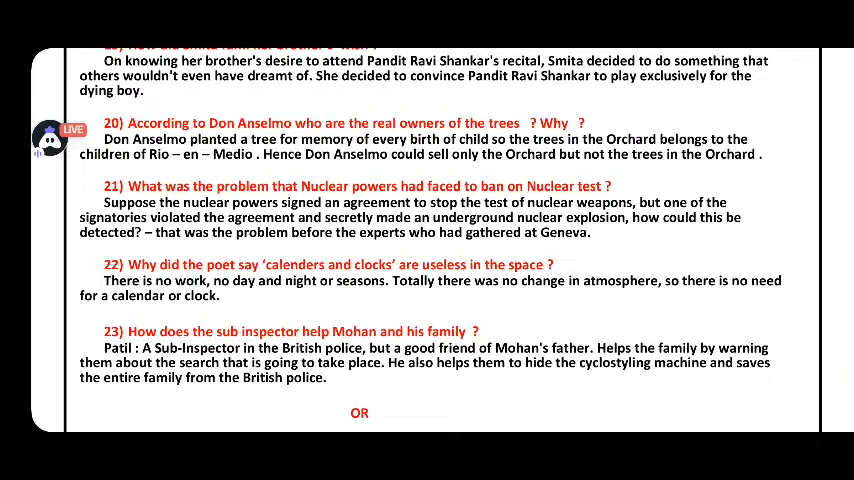 On knowing her brother's desire to attend Pandit Ravi Shankar's recital, Smita decided to do something that
others wouldn't even have dreamt of. She decided to convince Pandit Ravi Shankar to play exclusively for the
dying boy.
LIVE
20) According to Don Anselmo who are the real owners of the trees ? Why ?
Don Anselmo planted a tree for memory of every birth of child so the trees in the Orchard belongs to the
children of Rio – en – Medio . Hence Don Anselmo could sell only the Orchard but not the trees in the Orchard .
21) What was the problem that Nuclear powers had faced to ban on Nuclear test ?
Suppose the nuclear powers signed an agreement to stop the test of nuclear weapons, but one of the
signatories violated the agreement and secretly made an underground nuclear explosion, how could this be
detected? – that was the problem before the experts who had gathered at Geneva.
22) Why did the poet say ‘calenders and clocks’ are useless in the space ?
There is no work, no day and night or seasons. Totally there was no change in atmosphere, so there is no need
for a calendar or clock.
23) How does the sub inspector help Mohan and his family ?
Patil : A Sub-Inspector in the British police, but a good friend of Mohan's father. Helps the family by warning
them about the search that is going to take place. He also helps them to hide the cyclostyling machine and saves
the entire family from the British police.
OR